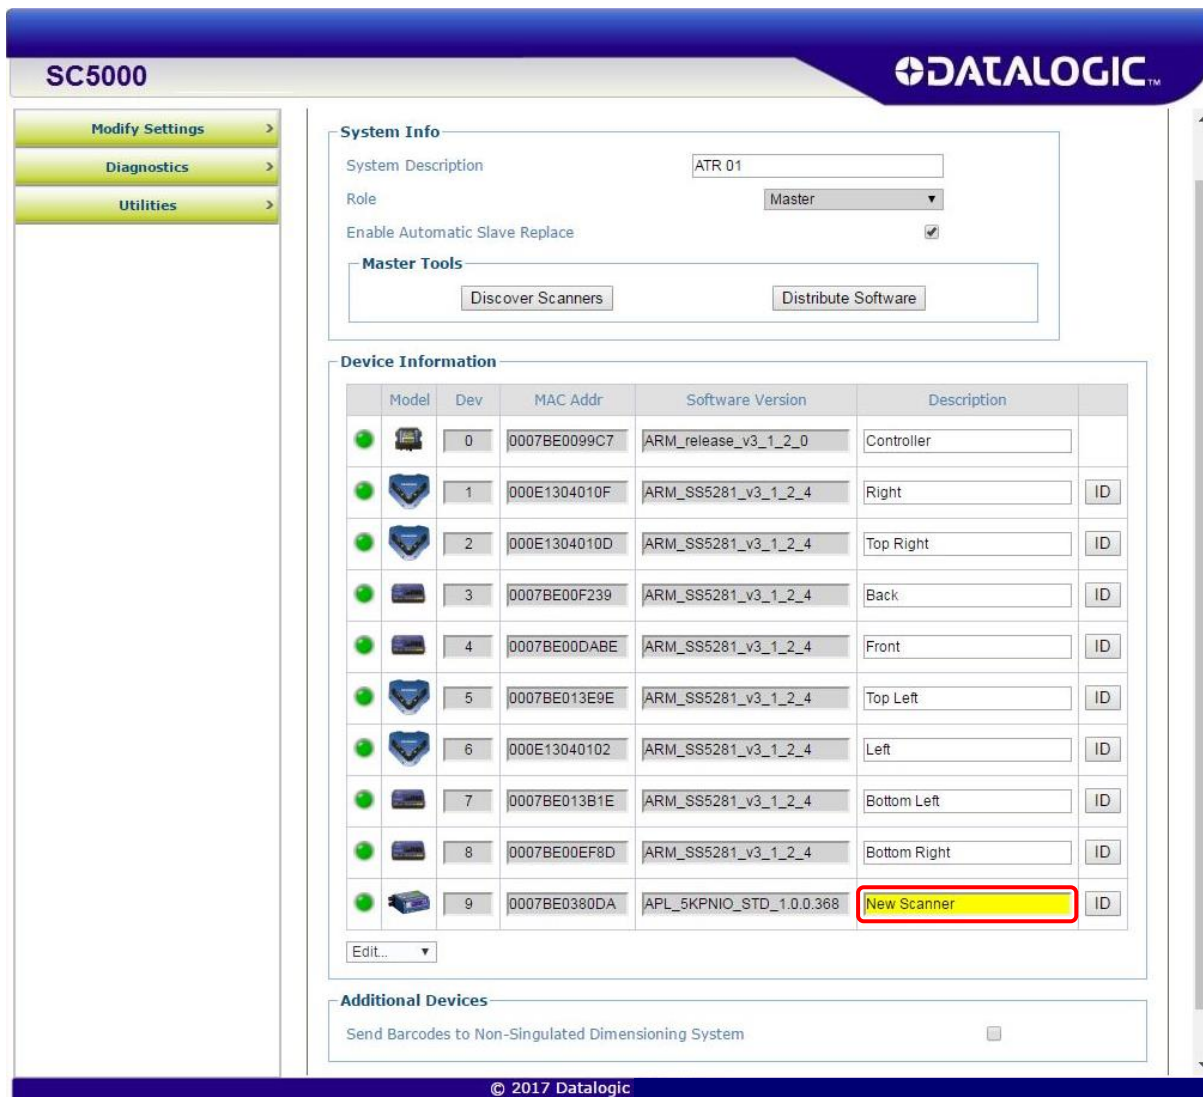 SC5000
DATALOGIC™
Modify Settings >
Diagnostics >
Utilities >
System Info
System Description ATR 01
Role Master
Enable Automatic Slave Replace
Master Tools
Discover Scanners Distribute Software
Device Information
Model Dev MAC Addr Software Version Description
0 0007BE0099C7 ARM_release_v3_1_2_0 Controller
1 000E1304010F ARM_SS5281_v3_1_2_4 Right ID
2 000E1304010D ARM_SS5281_v3_1_2_4 Top Right ID
3 0007BE00F239 ARM_SS5281_v3_1_2_4 Back ID
4 0007BE00DABE ARM_SS5281_v3_1_2_4 Front ID
5 0007BE013E9E ARM_SS5281_v3_1_2_4 Top Left ID
6 000E13040102 ARM_SS5281_v3_1_2_4 Left ID
7 0007BE013B1E ARM_SS5281_v3_1_2_4 Bottom Left ID
8 0007BE00EF8D ARM_SS5281_v3_1_2_4 Bottom Right ID
9 0007BE0380DA APL_5KPNIO_STD_1.0.0.368 New Scanner ID
Edit...
Additional Devices
Send Barcodes to Non-Singulated Dimensioning System
© 2017 Datalogic